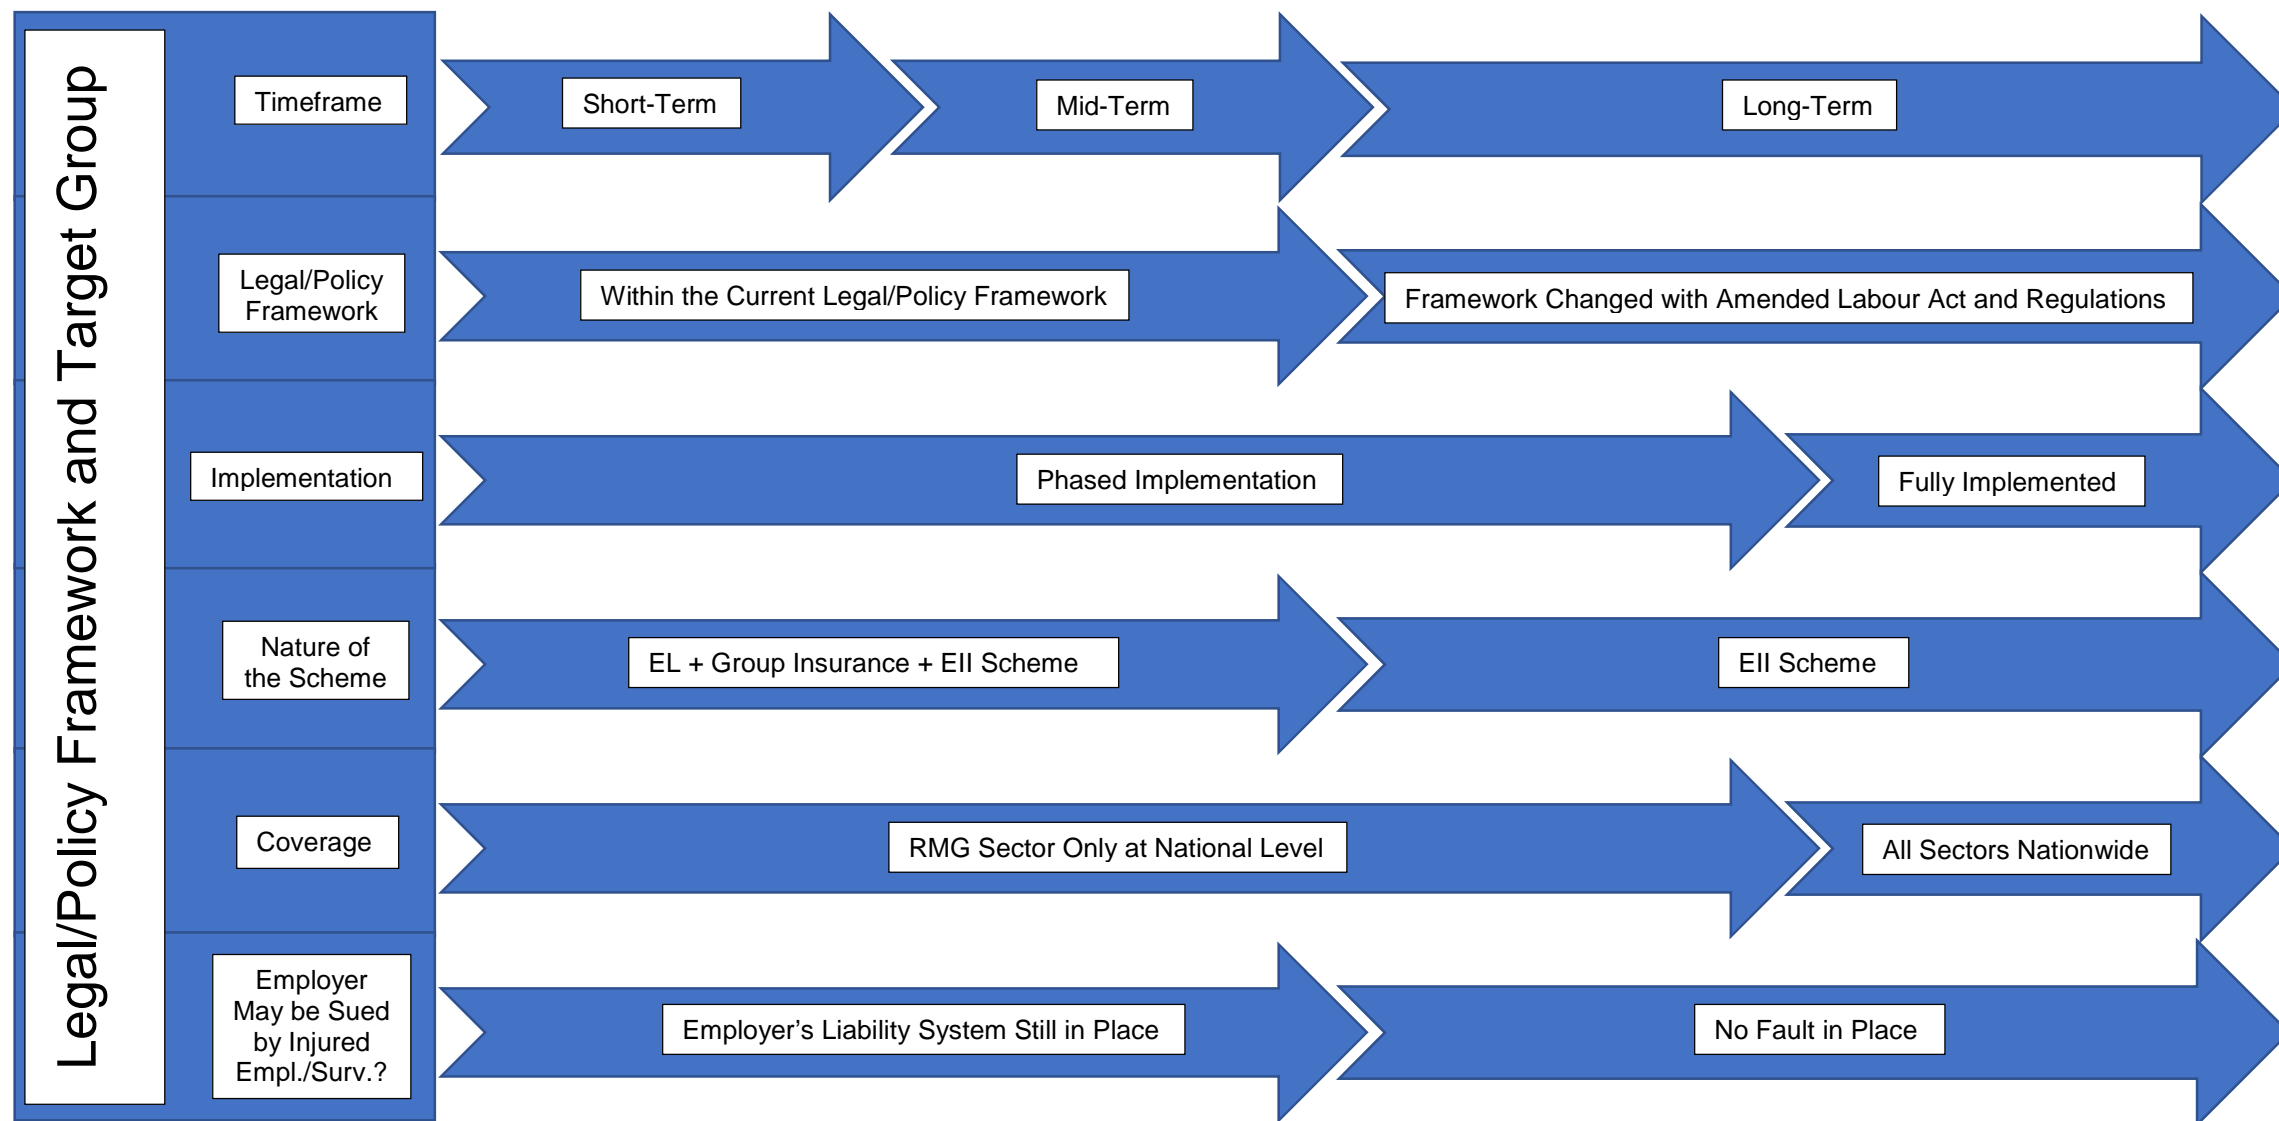 Legal/Policy Framework and Target Group
Timeframe
Short-Term
Mid-Term
Long-Term
Legal/Policy
Framework
Within the Current Legal/Policy Framework
Framework Changed with Amended Labour Act and Regulations
Implementation
Phased Implementation
Fully Implemented
Nature of
the Scheme
EL + Group Insurance + EII Scheme
EII Scheme
Coverage
RMG Sector Only at National Level
All Sectors Nationwide
Employer
May be Sued
by Injured
Empl./Surv.?
Employer’s Liability System Still in Place
No Fault in Place